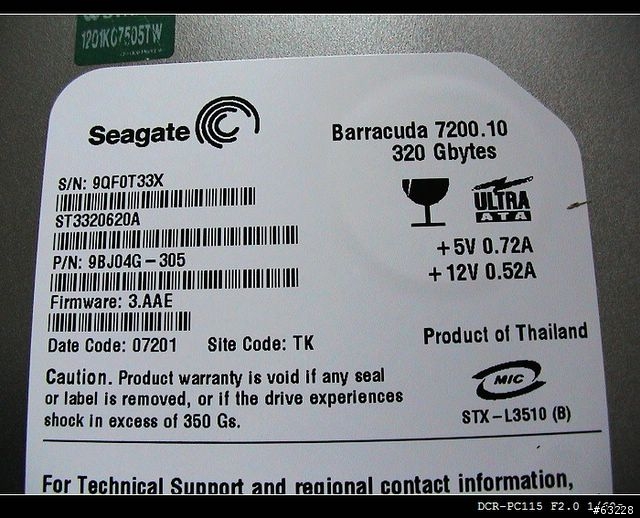 1201KG7505TW
Seagate
Barracuda 7200.10
320 Gbytes
S/N: 9QF0T33X
ST3320620A
ULTRA
ATA
P/N: 9BJ04G-305
+5V 0.72A
+12V 0.52A
Firmware: 3.AAE
Date Code: 07201 Site Code: TK
Product of Thailand
Caution. Product warranty is void if any seal
or label is removed, or if the drive experiences
shock in excess of 350 Gs.
MIC
STX-L3510 (B)
For Technical Support and regional contact information,
DCR-PC115 F2.0
#63228